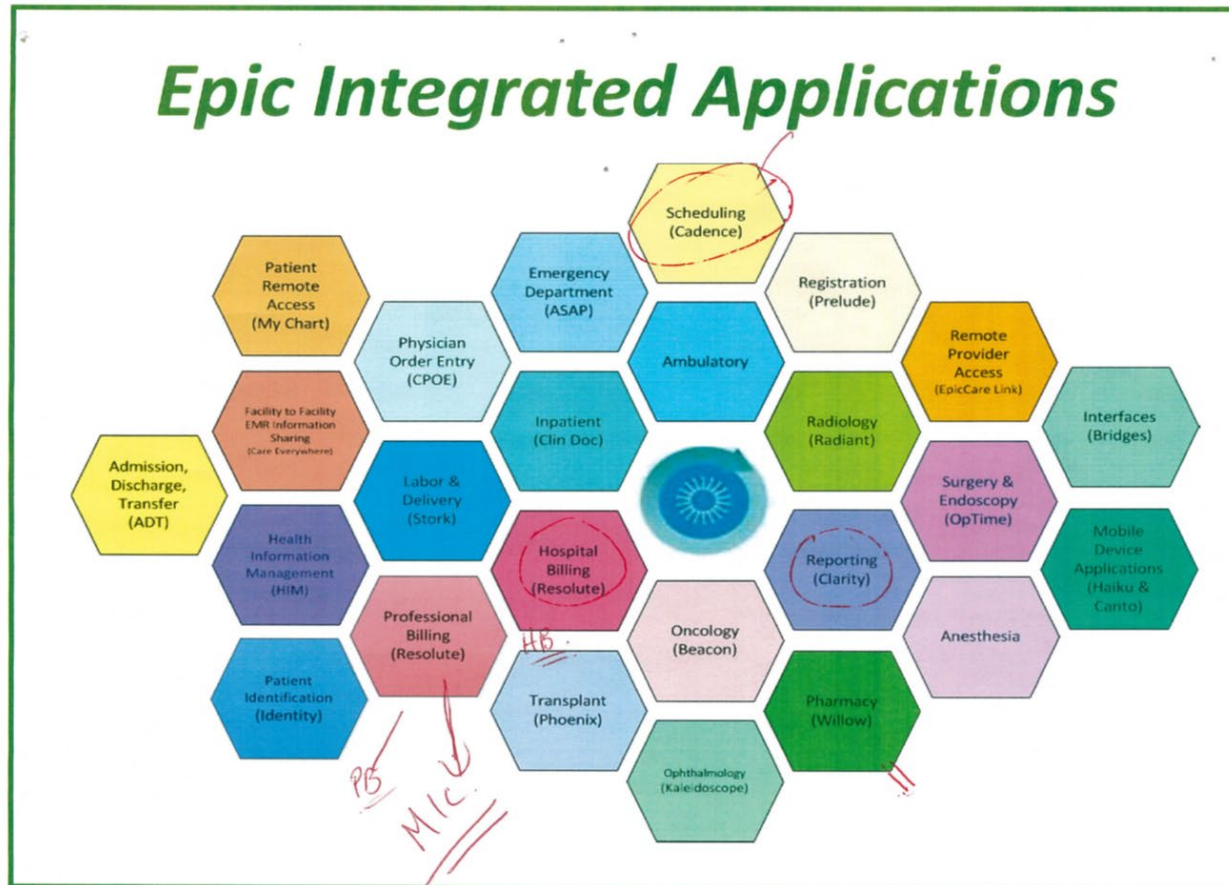 Epic Integrated Applications
Scheduling
(Cadence)
Patient
Remote
Access
(My Chart)
Emergency
Department
(ASAP)
Registration
(Prelude)
Physician
Order Entry
(CPOE)
Ambulatory
Remote
Provider
Access
(EpicCare Link)
Facility to Facility
EMR Information
Sharing
(Care Everywhere)
Inpatient
(Clin Doc)
Radiology
(Radiant)
Interfaces
(Bridges)
Admission,
Discharge,
Transfer
(ADT)
Labor &
Delivery
(Stork)
Surgery &
Endoscopy
(OpTime)
Health
Information
Management
(HIM)
Hospital
Billing
(Resolute)
Reporting
(Clarity)
Mobile
Device
Applications
(Haiku &
Canto)
Professional
Billing
(Resolute)
HB.
Oncology
(Beacon)
Anesthesia
Patient
Identification
(Identity)
Transplant
(Phoenix)
Pharmacy
(Willow)
PB
Ophthalmology
(Kaleidoscope)